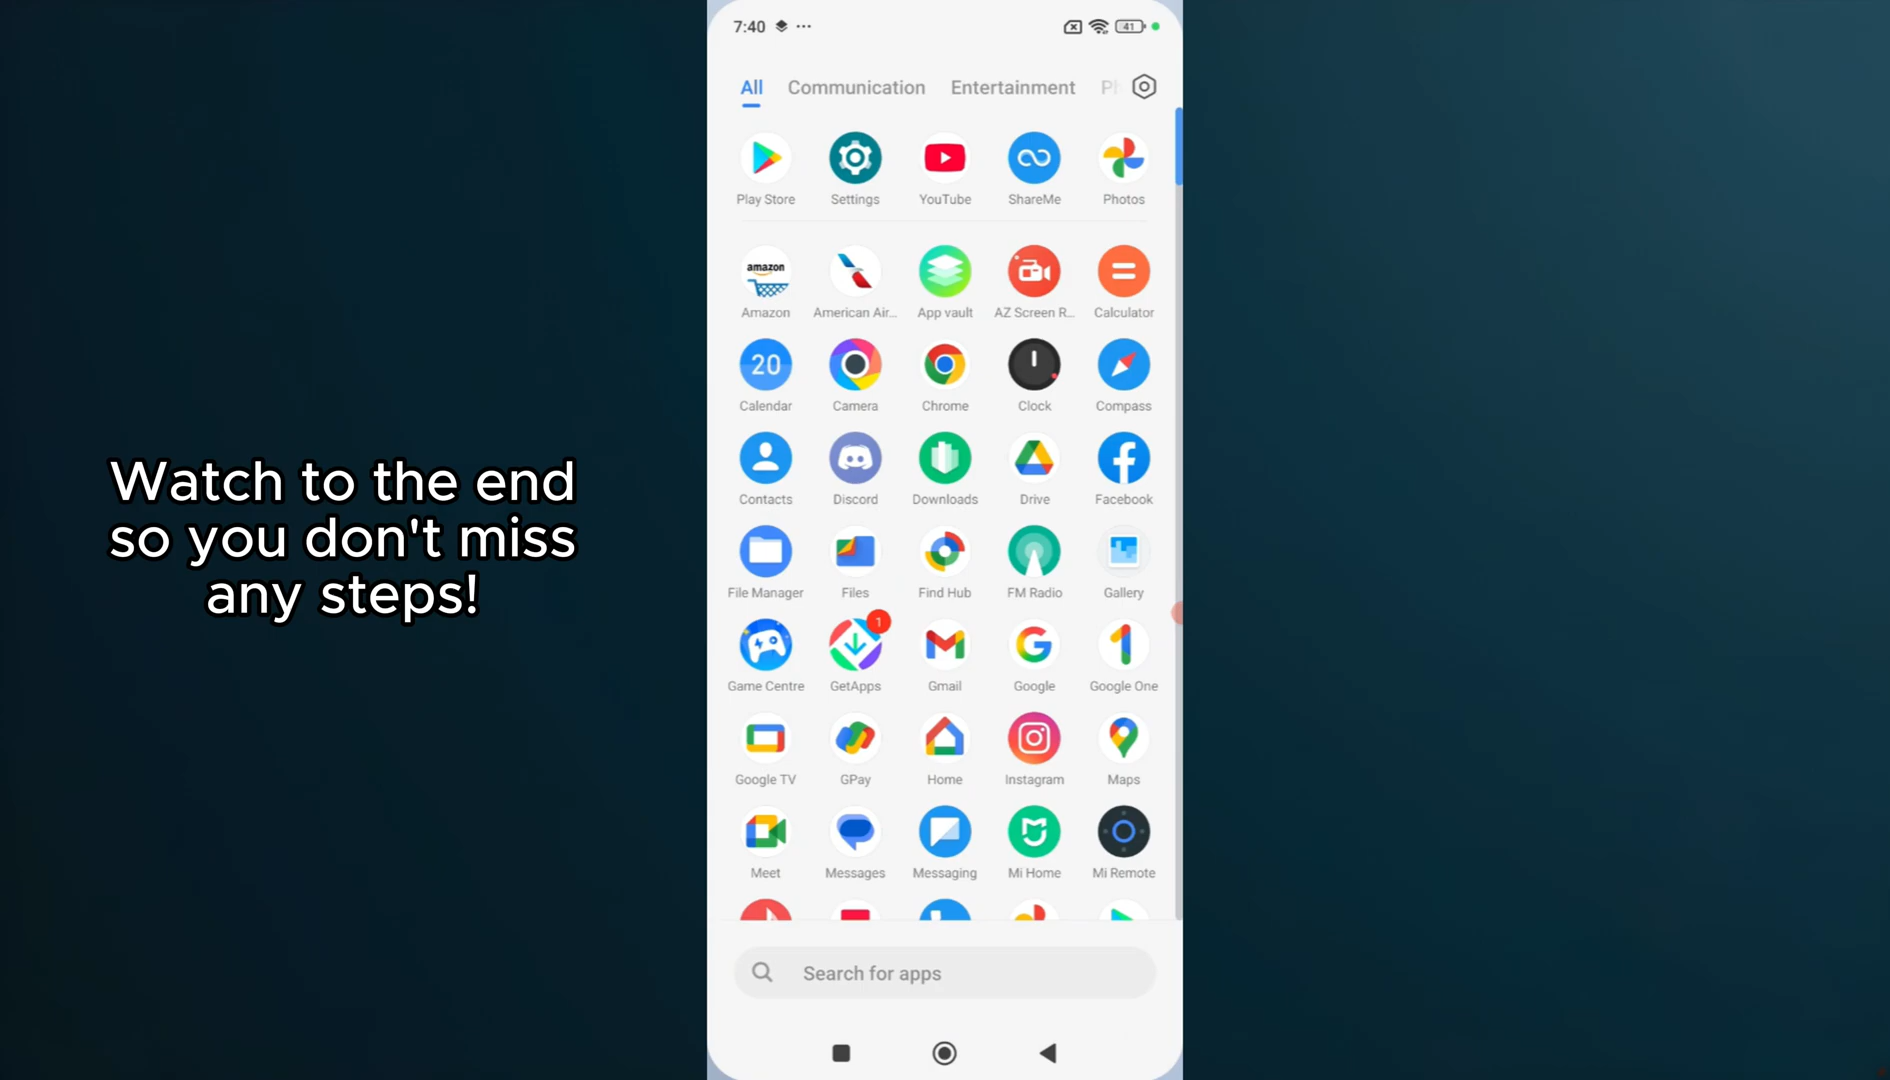 7:40
41
All Communication Entertainment Ph
Play Store Settings YouTube ShareMe Photos
amazon
Amazon American Air... App vault AZ Screen R... Calculator
20
Calendar Camera Chrome Clock Compass
Contacts Discord Downloads Drive Facebook
File Manager Files Find Hub FM Radio Gallery
1
Game Centre GetApps Gmail Google Google One
Google TV GPay Home Instagram Maps
Meet Messages Messaging Mi Home Mi Remote
Search for apps
Watch to the end
so you don't miss
any steps!